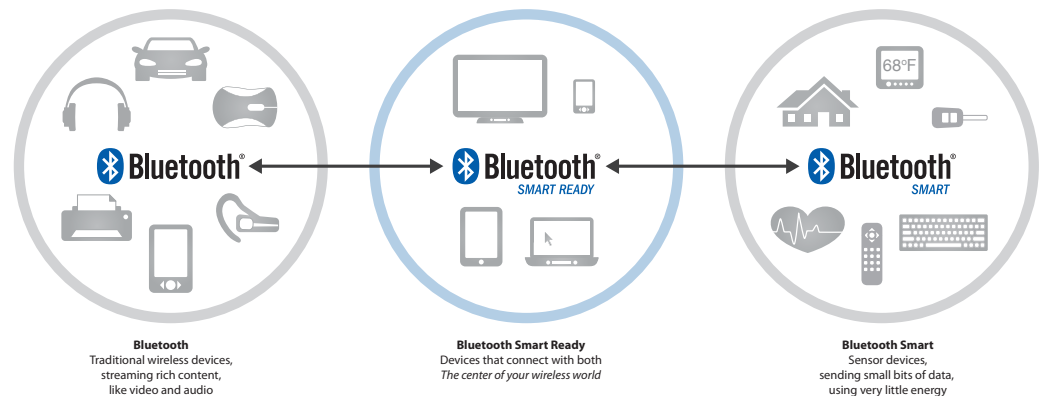 68°F
Bluetooth®
Bluetooth®
SMART READY
Bluetooth®
SMART
Bluetooth
Traditional wireless devices,
streaming rich content,
like video and audio
Bluetooth Smart Ready
Devices that connect with both
The center of your wireless world
Bluetooth Smart
Sensor devices,
sending small bits of data,
using very little energy